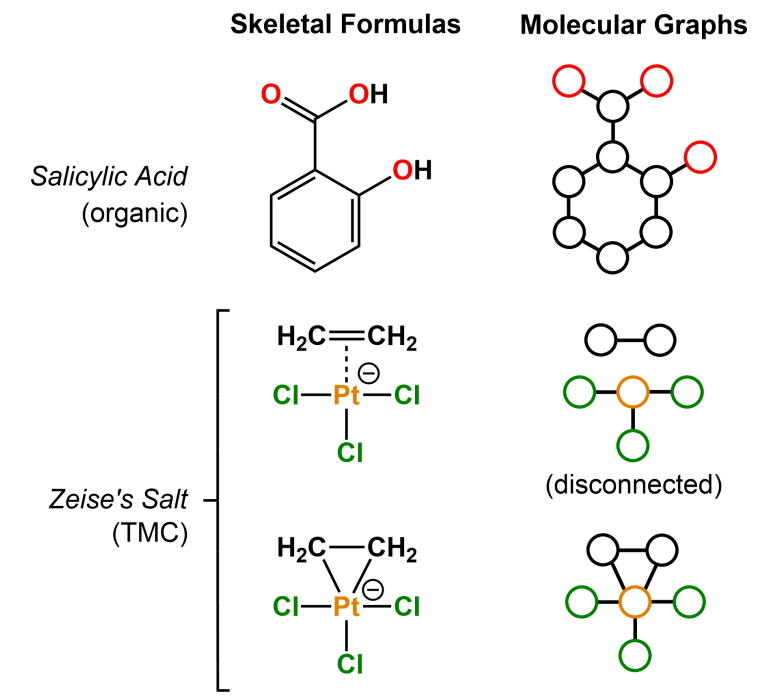 Skeletal Formulas Molecular Graphs
O OH
OH
Salicylic Acid
(organic)
H₂C CH₂
⊖
Cl Pt Cl
Cl
(disconnected)
Zeise's Salt
(TMC)
H₂C CH₂
⊖
Cl Pt Cl
Cl